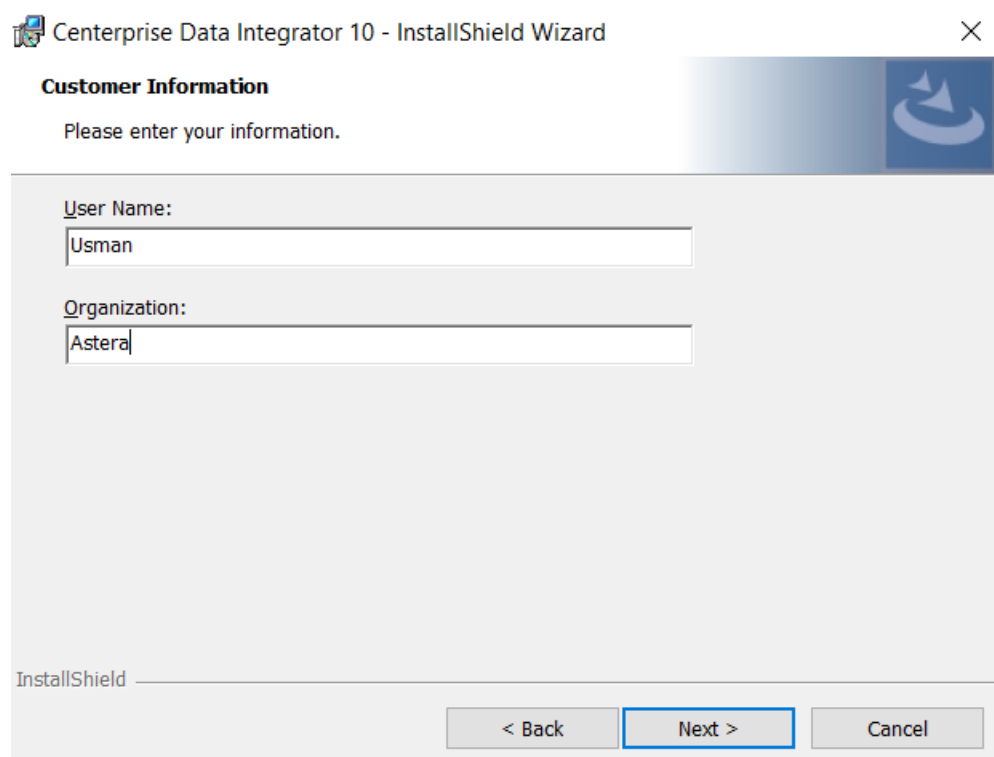 Centerprise Data Integrator 10 - InstallShield Wizard
Customer Information
Please enter your information.
User Name:
Usman
Organization:
Astera
InstallShield
< Back Next > Cancel